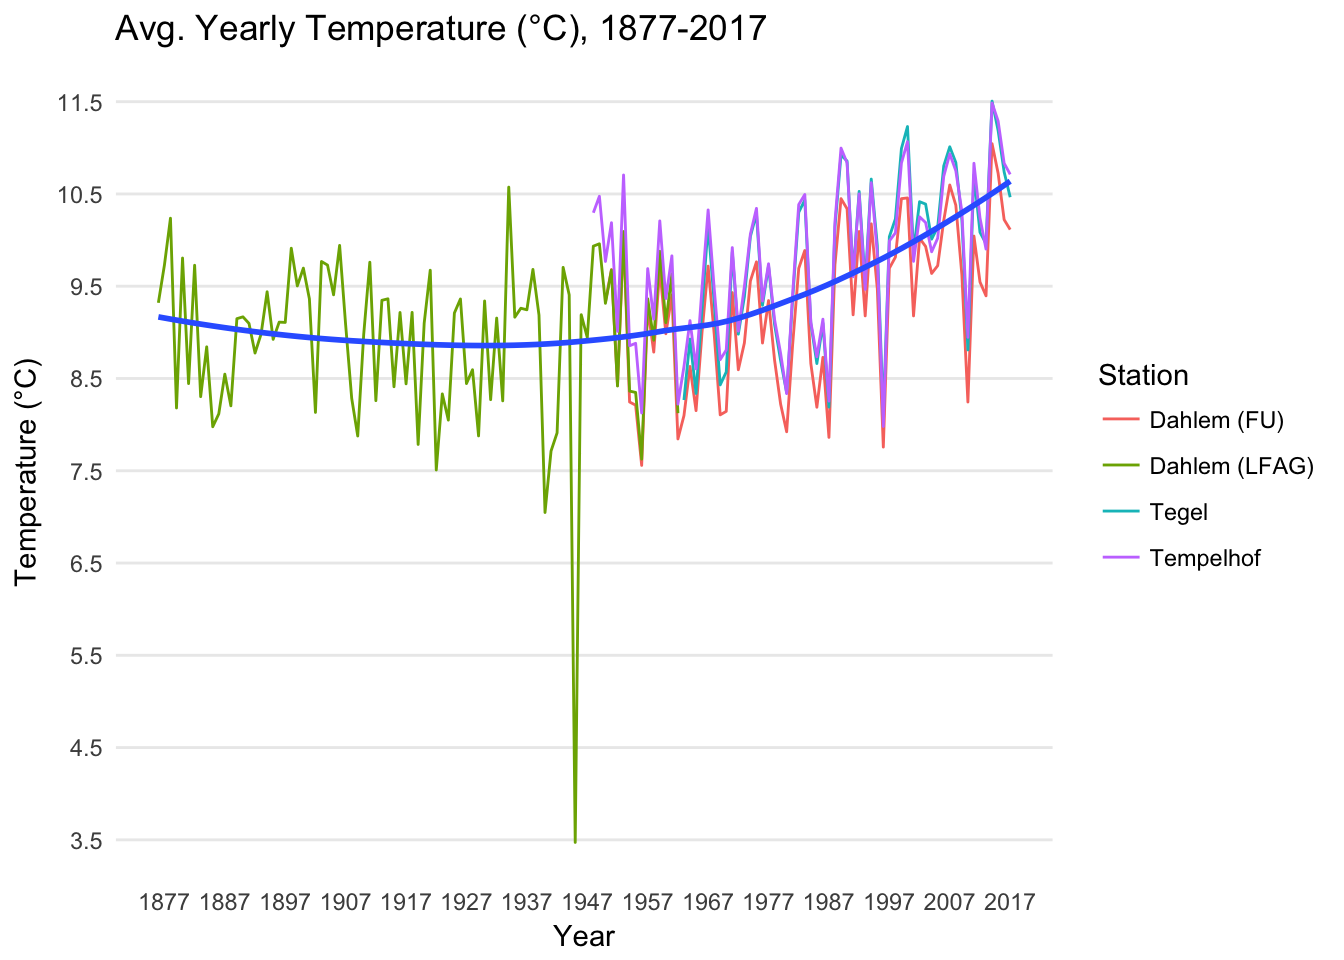 Avg. Yearly Temperature (°C), 1877-2017
11.5
10.5
9.5
8.5
7.5
6.5
5.5
4.5
3.5
Temperature (°C)
1877 1887 1897 1907 1917 1927 1937 1947 1957 1967 1977 1987 1997 2007 2017
Year
Station
Dahlem (FU)
Dahlem (LFAG)
Tegel
Tempelhof